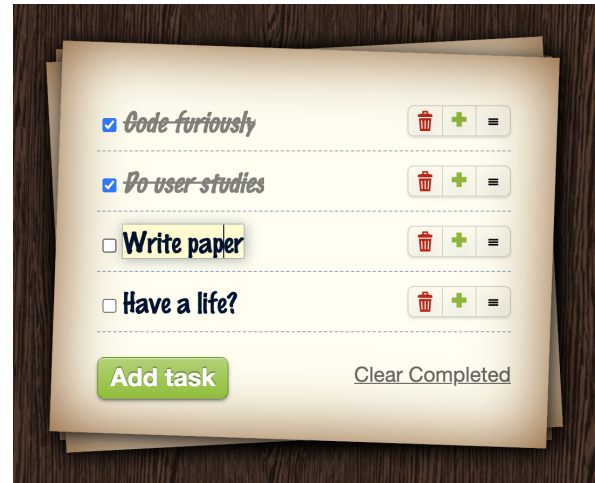 Code furiously
Do user studies
Write paper
Have a life?
Add task
Clear Completed